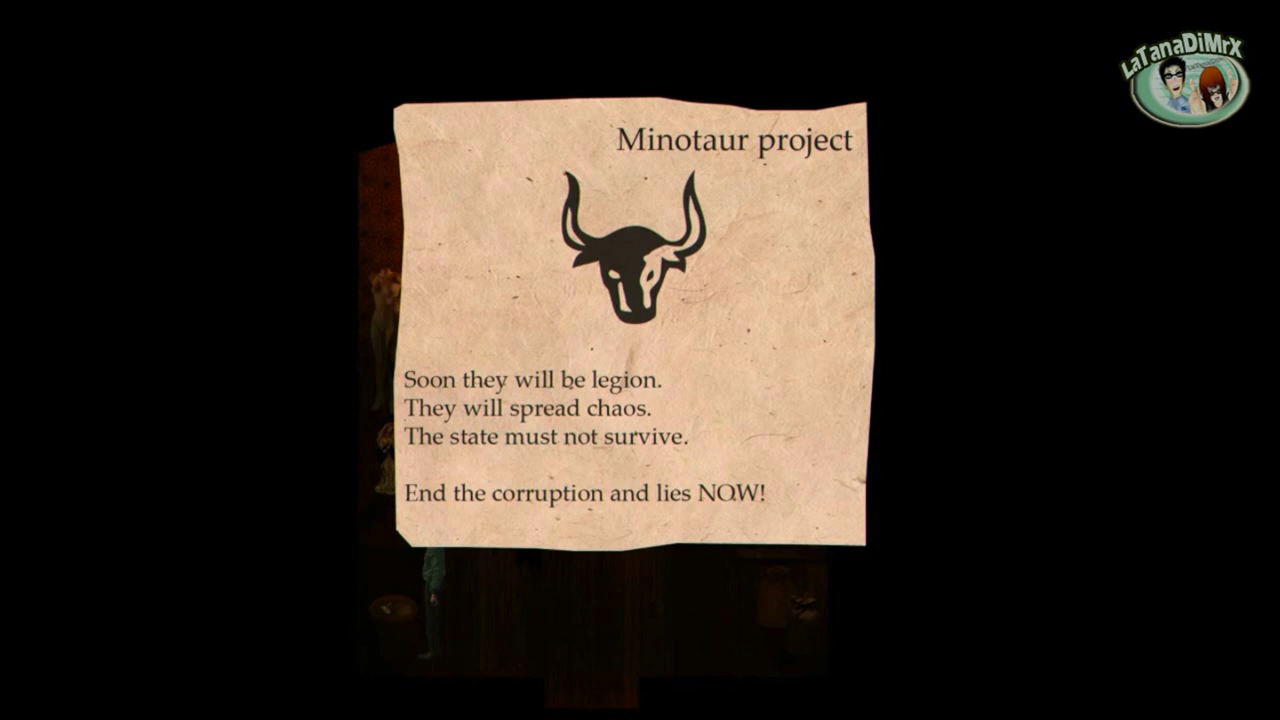 LaTanaDiMrX
Minotaur project
Soon they will be legion.
They will spread chaos.
The state must not survive.
End the corruption and lies NOW!